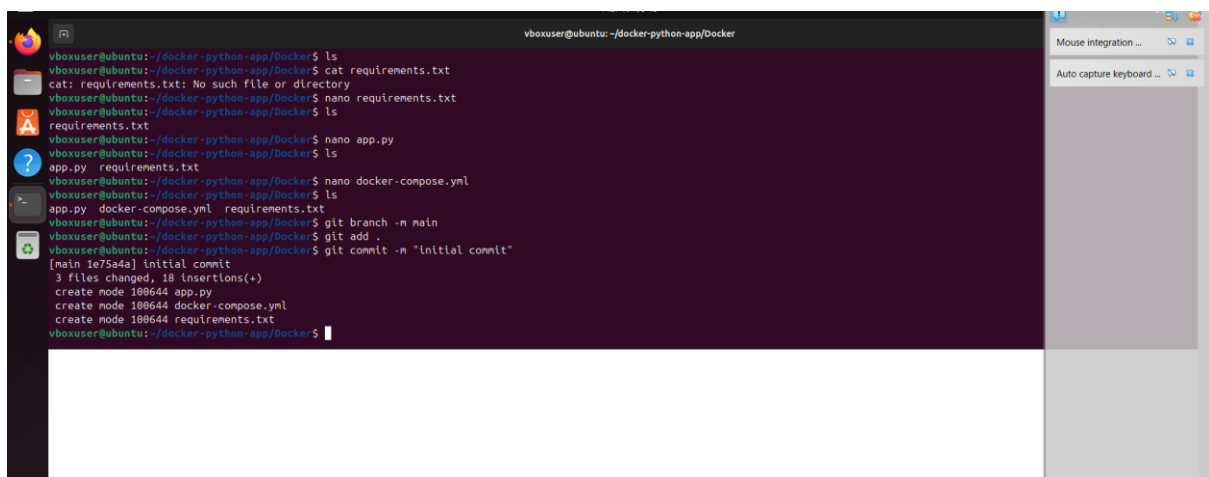 vboxuser@ubuntu: ~/docker-python-app/Docker
Mouse integration ...
Auto capture keyboard ...
vboxuser@ubuntu:~/docker-python-app/Docker$ ls
vboxuser@ubuntu:~/docker-python-app/Docker$ cat requirements.txt
cat: requirements.txt: No such file or directory
vboxuser@ubuntu:~/docker-python-app/Docker$ nano requirements.txt
vboxuser@ubuntu:~/docker-python-app/Docker$ ls
requirements.txt
vboxuser@ubuntu:~/docker-python-app/Docker$ nano app.py
vboxuser@ubuntu:~/docker-python-app/Docker$ ls
app.py  requirements.txt
vboxuser@ubuntu:~/docker-python-app/Docker$ nano docker-compose.yml
vboxuser@ubuntu:~/docker-python-app/Docker$ ls
app.py  docker-compose.yml  requirements.txt
vboxuser@ubuntu:~/docker-python-app/Docker$ git branch -m main
vboxuser@ubuntu:~/docker-python-app/Docker$ git add .
vboxuser@ubuntu:~/docker-python-app/Docker$ git commit -m "initial commit"
[main 1e75a4a] initial commit
 3 files changed, 18 insertions(+)
 create mode 100644 app.py
 create mode 100644 docker-compose.yml
 create mode 100644 requirements.txt
vboxuser@ubuntu:~/docker-python-app/Docker$